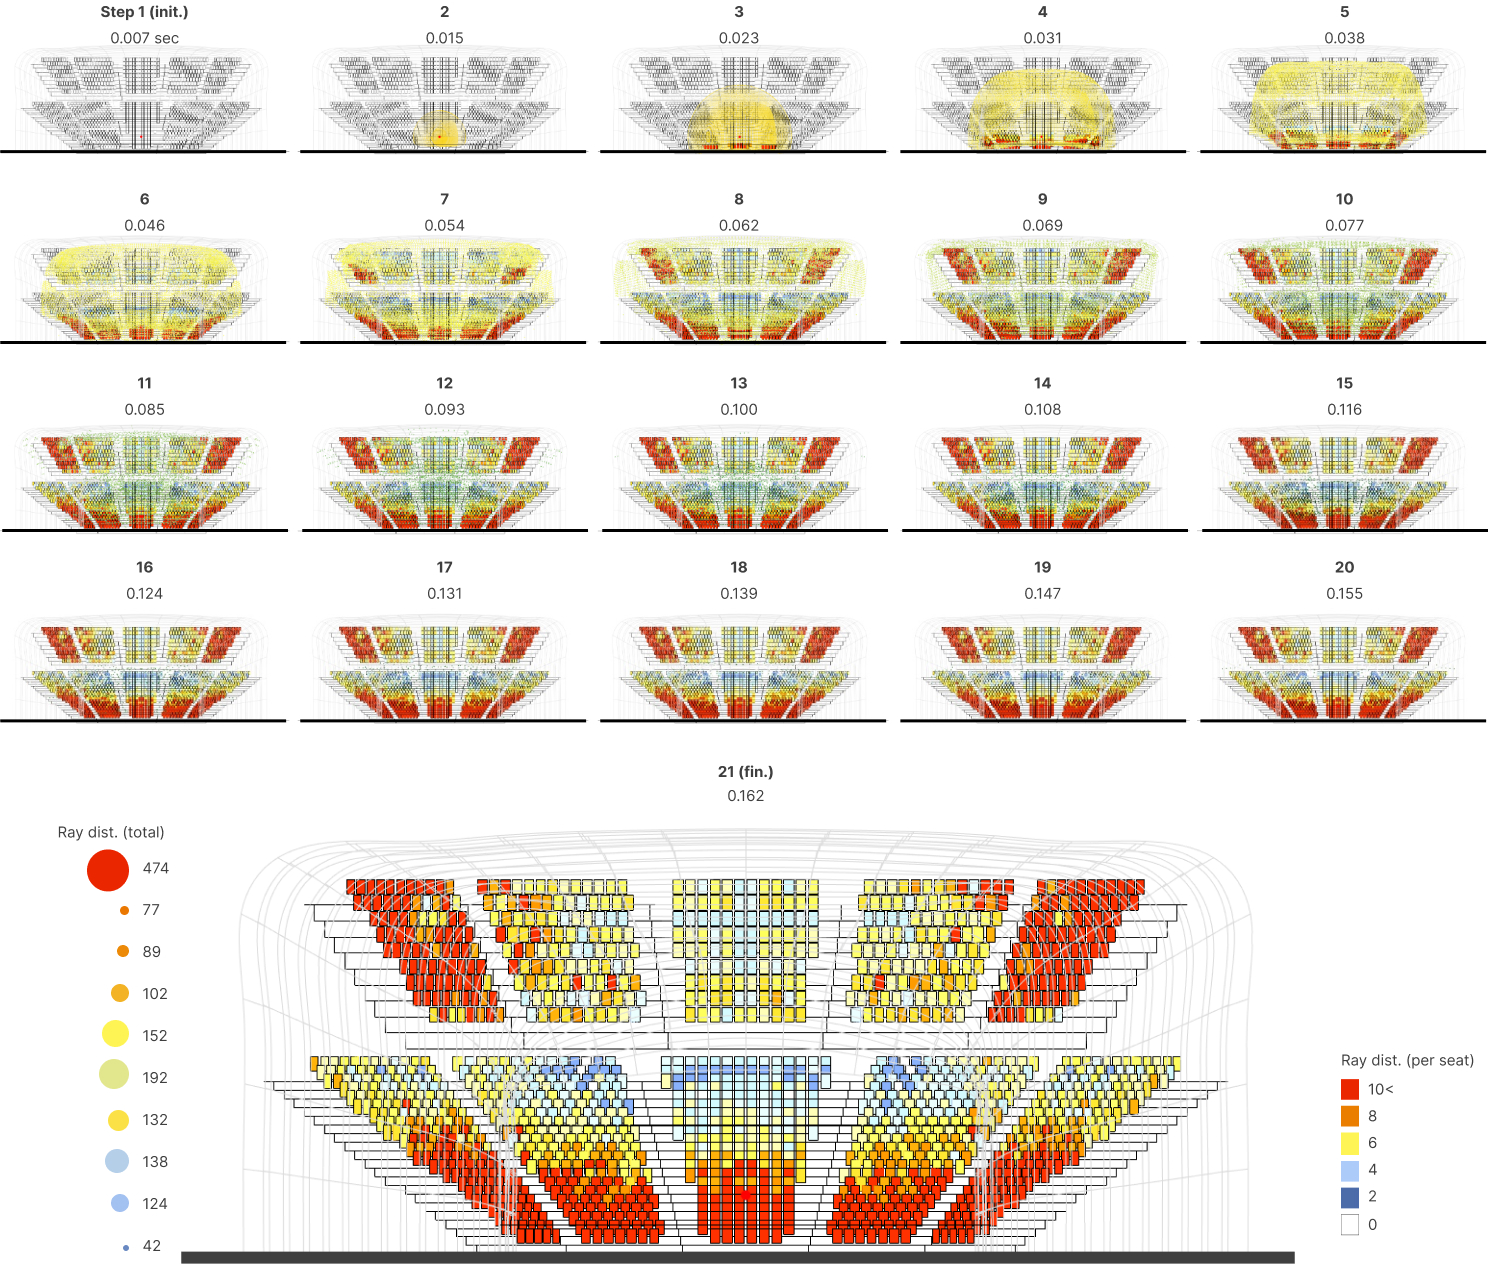 Step 1 (init.) 2 3 4 5
0.007 sec 0.015 0.023 0.031 0.038
6 7 8 9 10
0.046 0.054 0.062 0.069 0.077
11 12 13 14 15
0.085 0.093 0.100 0.108 0.116
16 17 18 19 20
0.124 0.131 0.139 0.147 0.155
21 (fin.)
0.162
Ray dist. (total)
474
77
89
102
152
192
132
138
124
42
Ray dist. (per seat)
10<
8
6
4
2
0